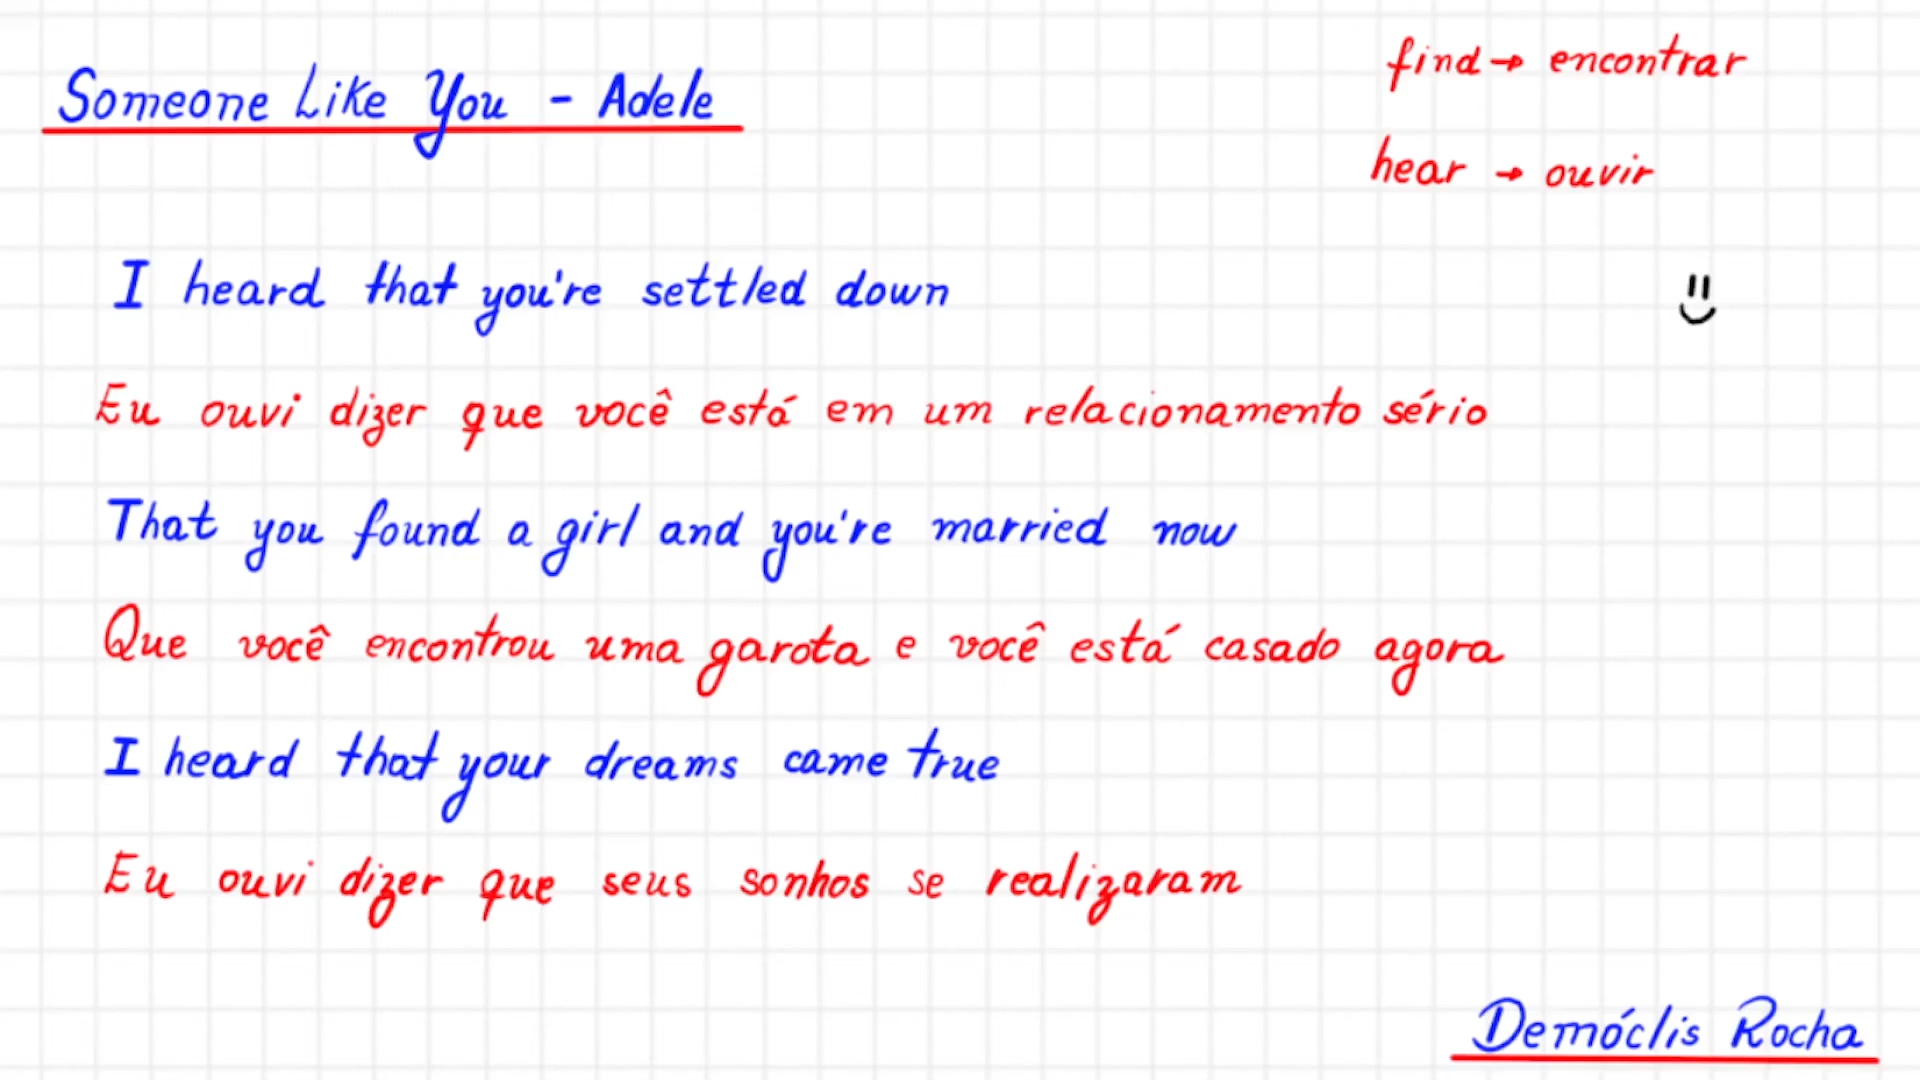 Someone Like You - Adele
find → encontrar
hear → ouvir
I heard that you're settled down
Eu ouvi dizer que você está em um relacionamento sério
That you found a girl and you're married now
Que você encontrou uma garota e você está casado agora
I heard that your dreams came true
Eu ouvi dizer que seus sonhos se realizaram
Demóclis Rocha